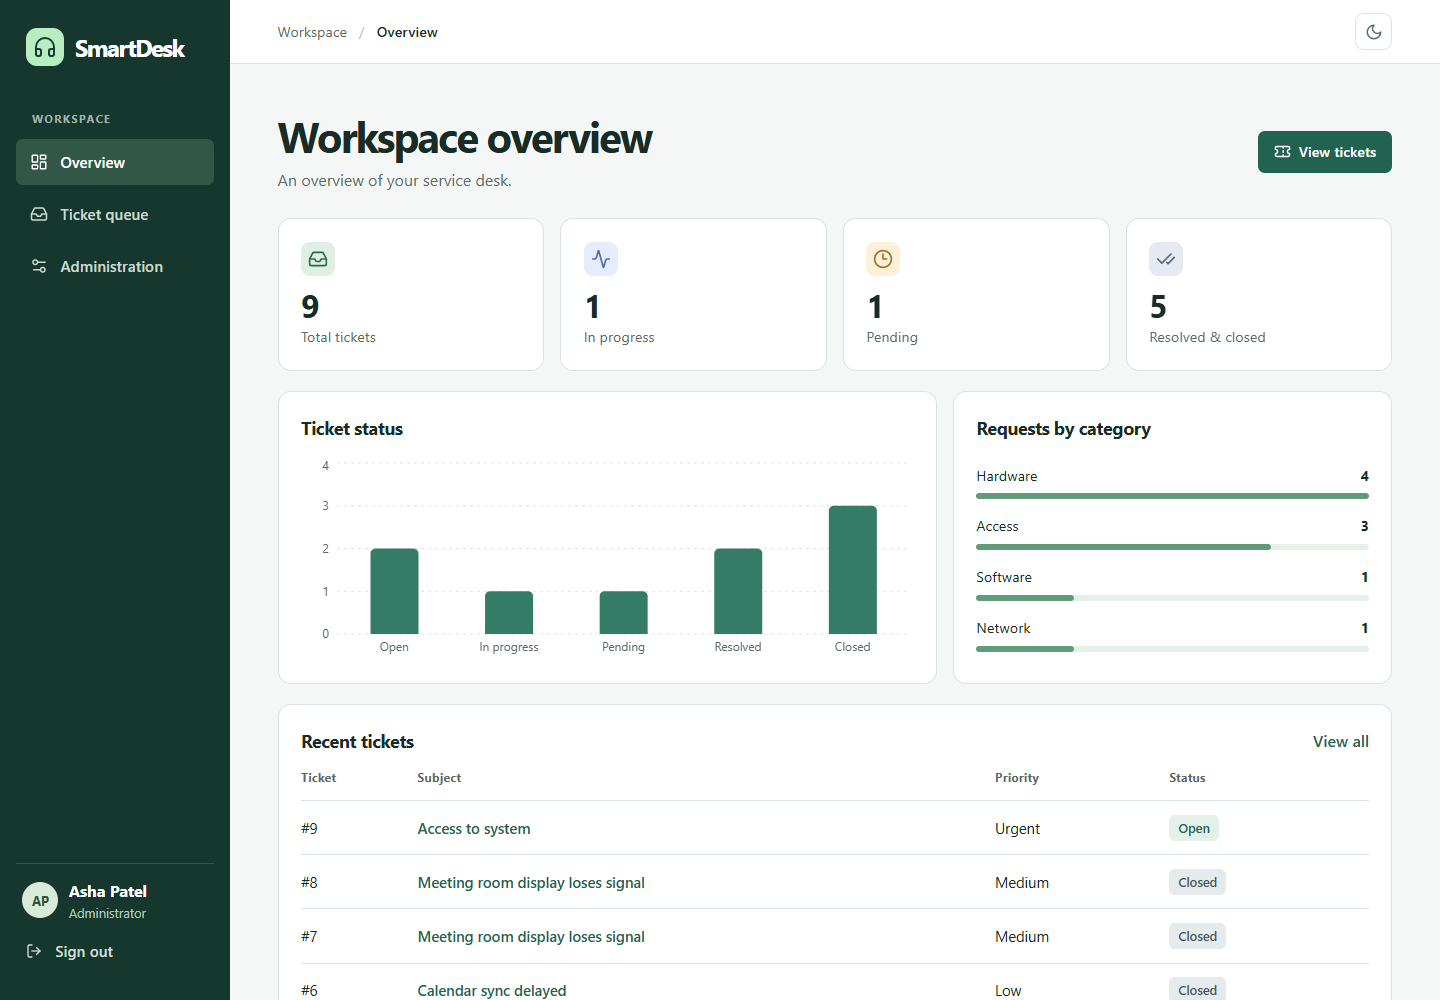 SmartDesk
WORKSPACE
Overview
Ticket queue
Administration
Asha Patel
AP
Administrator
Sign out
Workspace / Overview
Workspace overview
An overview of your service desk.
View tickets
9
Total tickets
1
In progress
1
Pending
5
Resolved & closed
Ticket status
4
3
2
1
0
Open In progress Pending Resolved Closed
Requests by category
Hardware 4
Access 3
Software 1
Network 1
Recent tickets View all
Ticket Subject Priority Status
#9 Access to system Urgent Open
#8 Meeting room display loses signal Medium Closed
#7 Meeting room display loses signal Medium Closed
#6 Calendar sync delayed Low Closed